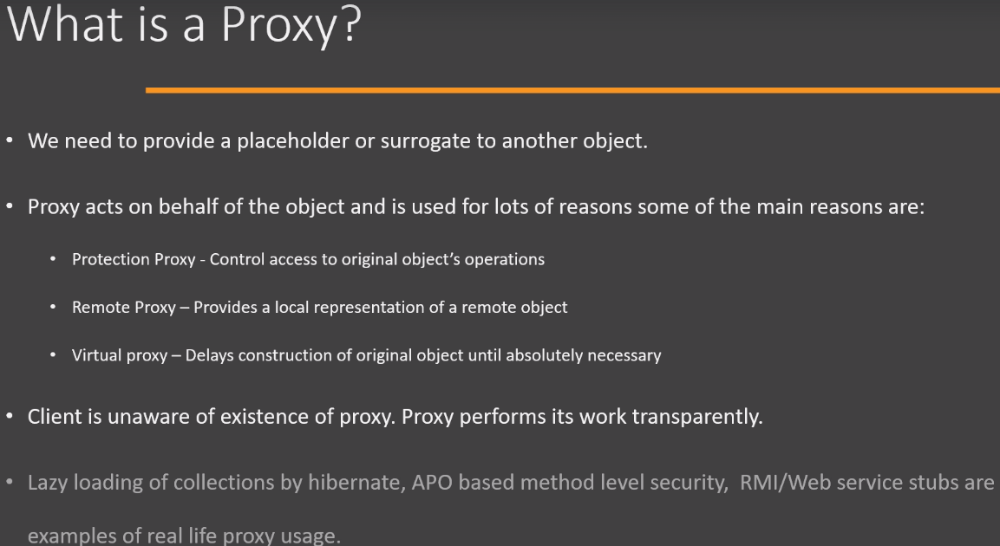 What is a Proxy?
• We need to provide a placeholder or surrogate to another object.
• Proxy acts on behalf of the object and is used for lots of reasons some of the main reasons are:
• Protection Proxy - Control access to original object’s operations
• Remote Proxy – Provides a local representation of a remote object
• Virtual proxy – Delays construction of original object until absolutely necessary
• Client is unaware of existence of proxy. Proxy performs its work transparently.
• Lazy loading of collections by hibernate, APO based method level security,  RMI/Web service stubs are
examples of real life proxy usage.